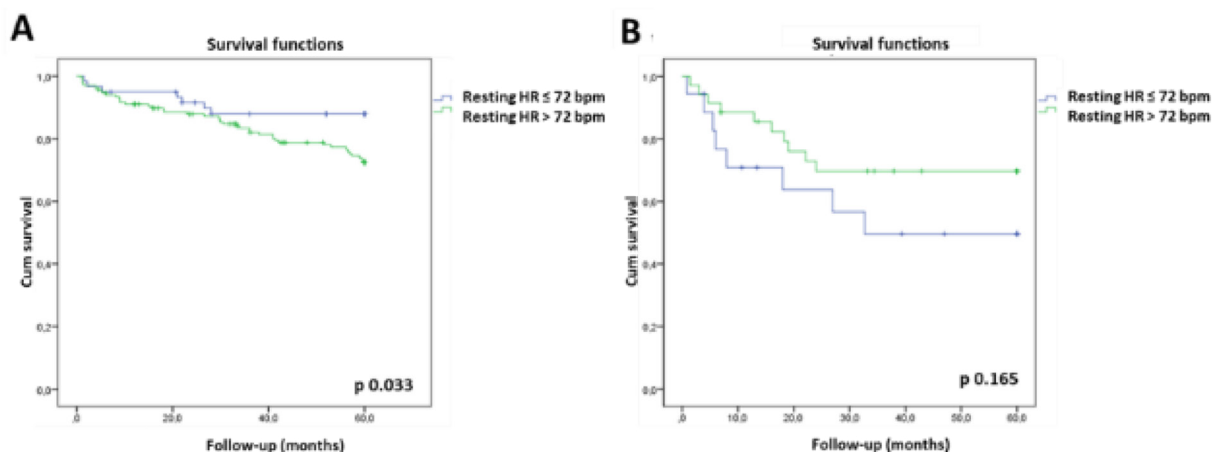 A
Survival functions
1,0
0,8
0,6
0,4
0,2
0,0
,0
20,0
40,0
60,0
Cum survival
Follow-up (months)
p 0.033
Resting HR ≤ 72 bpm
Resting HR > 72 bpm
B
Survival functions
1,0
0,8
0,6
0,4
0,2
0,0
,0
10,0
20,0
30,0
40,0
50,0
60,0
Cum survival
Follow-up (months)
p 0.165
Resting HR ≤ 72 bpm
Resting HR > 72 bpm